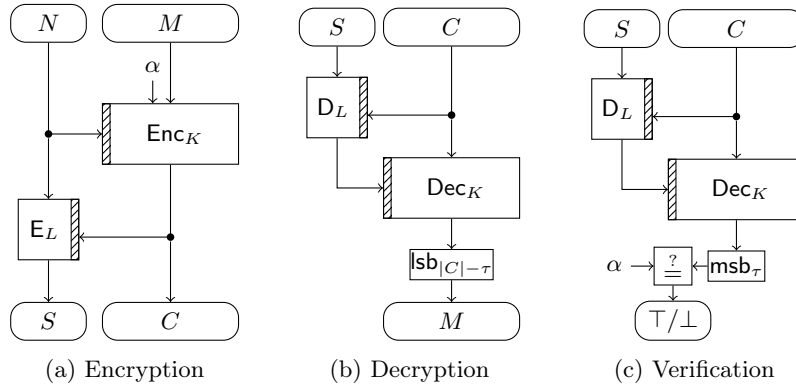 N M S C S C
α
D_L D_L
Enc_K
Dec_K Dec_K
E_L
lsb_{|C|−τ} α ≟ msb_τ
S C M ⊤/⊥
(a) Encryption (b) Decryption (c) Verification